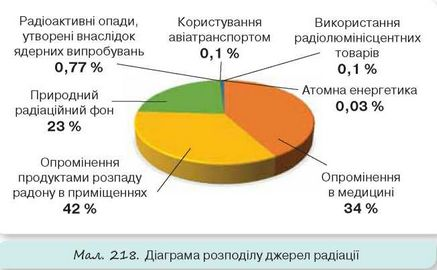 Радіоактивні опади,
утворені внаслідок
ядерних випробувань
0,77 %
Користування
авіатранспортом
0,1 %
Використання
радіолюмінісцентних
товарів
0,1 %
Атомна енергетика
0,03 %
Природний
радіаційний фон
23 %
Опромінення
продуктами розпаду
радону в приміщеннях
42 %
Опромінення
в медицині
34 %
Мал. 218. Діаграма розподілу джерел радіації